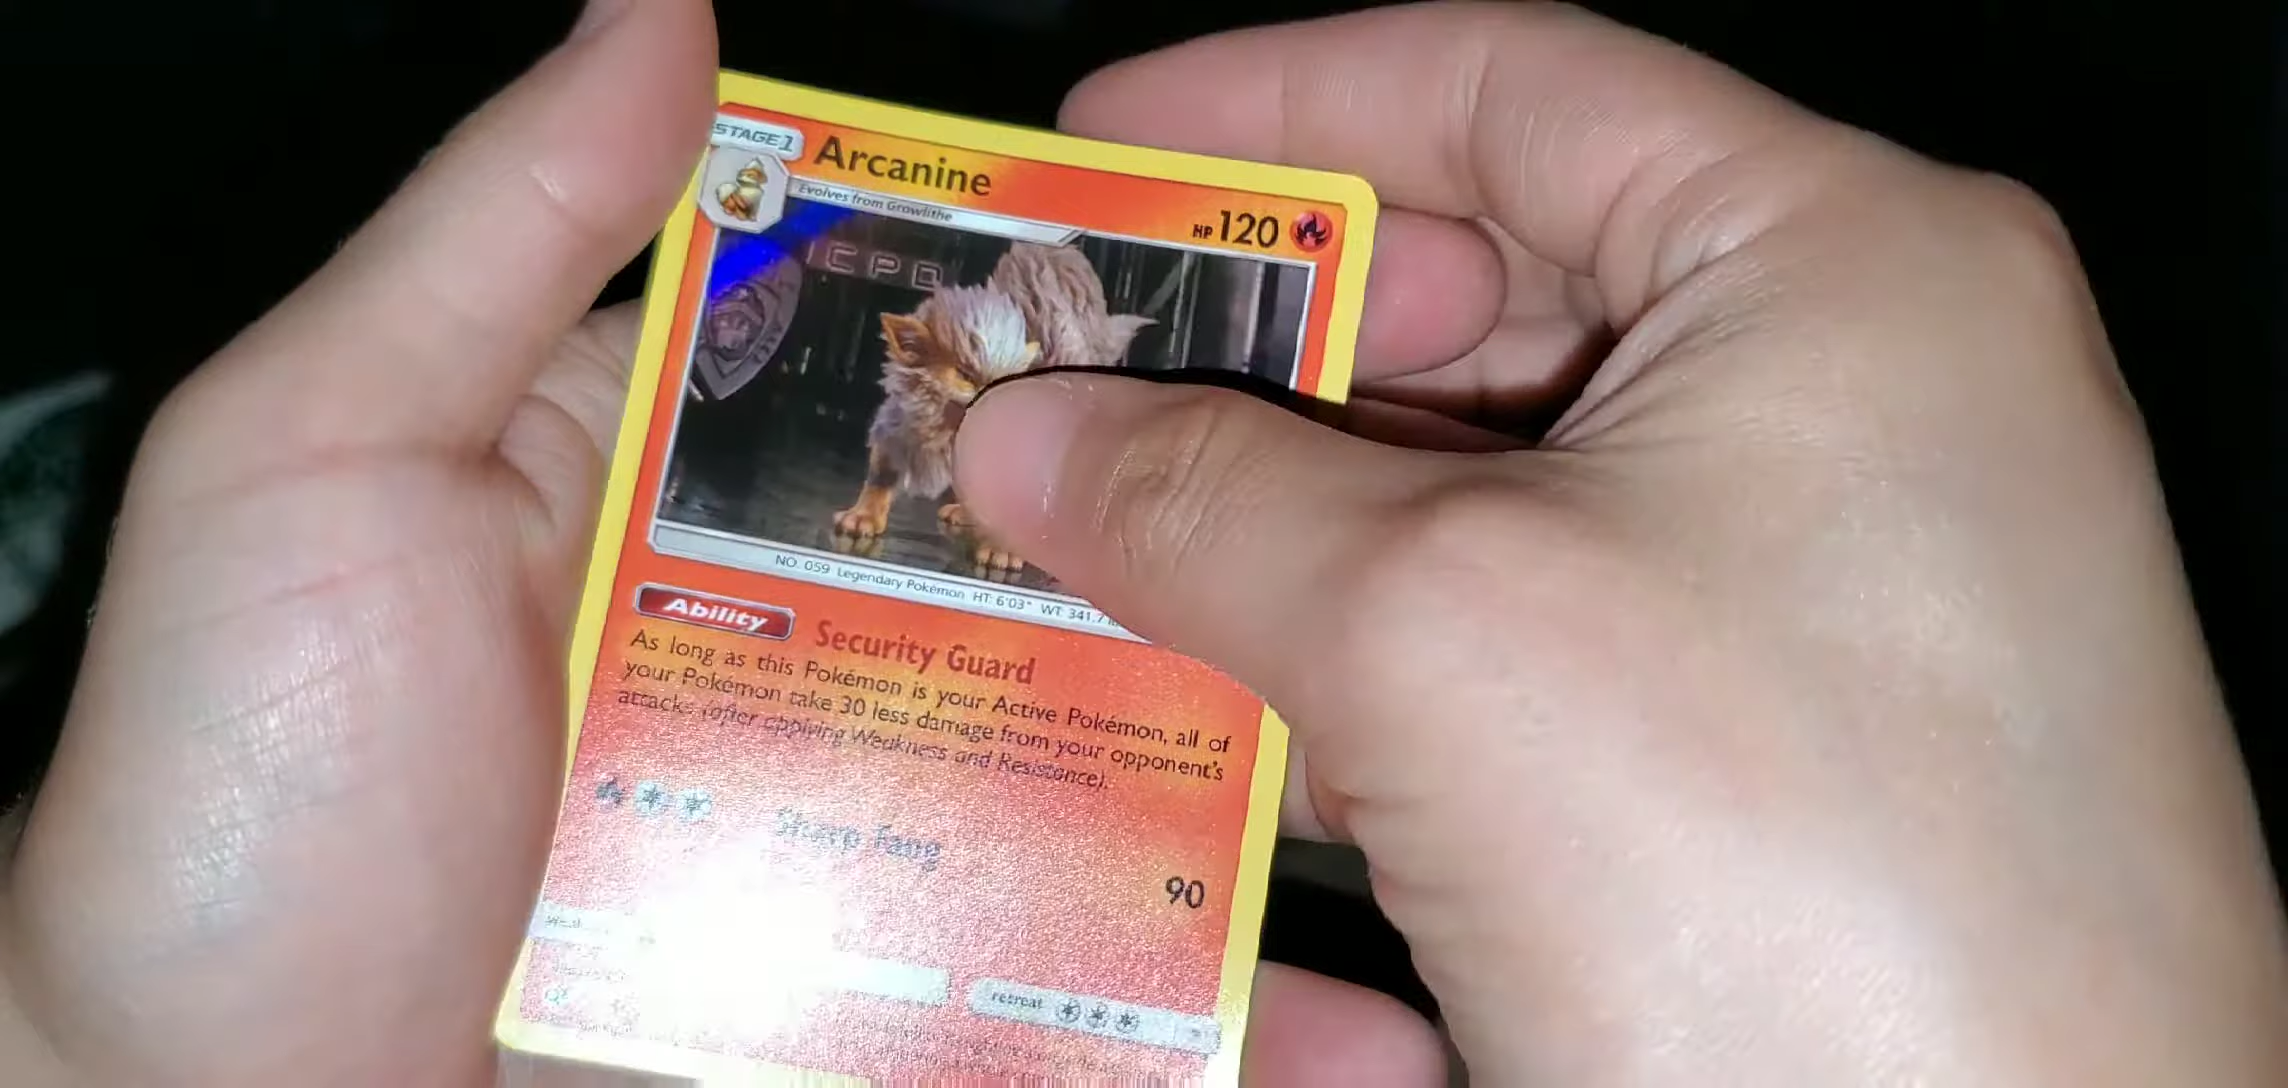 STAGE1
Arcanine
Evolves from Growlithe
HP 120
CPD
NO. 059 Legendary Pokémon HT: 6'03" WT: 341.7
Ability Security Guard
As long as this Pokémon is your Active Pokémon, all of
your Pokémon take 30 less damage from your opponent's
attacks (after applying Weakness and Resistance).
Sharp Fang
90
retreat